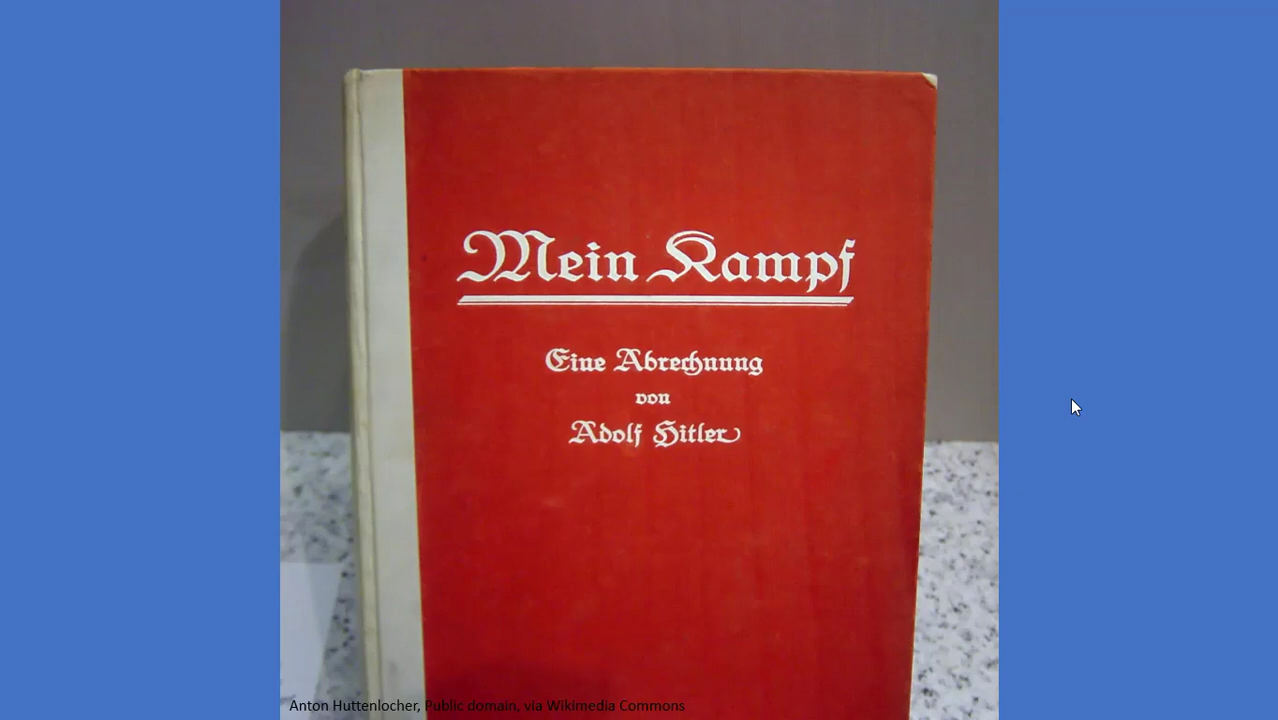 Mein Kampf
Eine Abrechnung
von
Adolf Hitler
Anton Huttenlocher, Public domain, via Wikimedia Commons